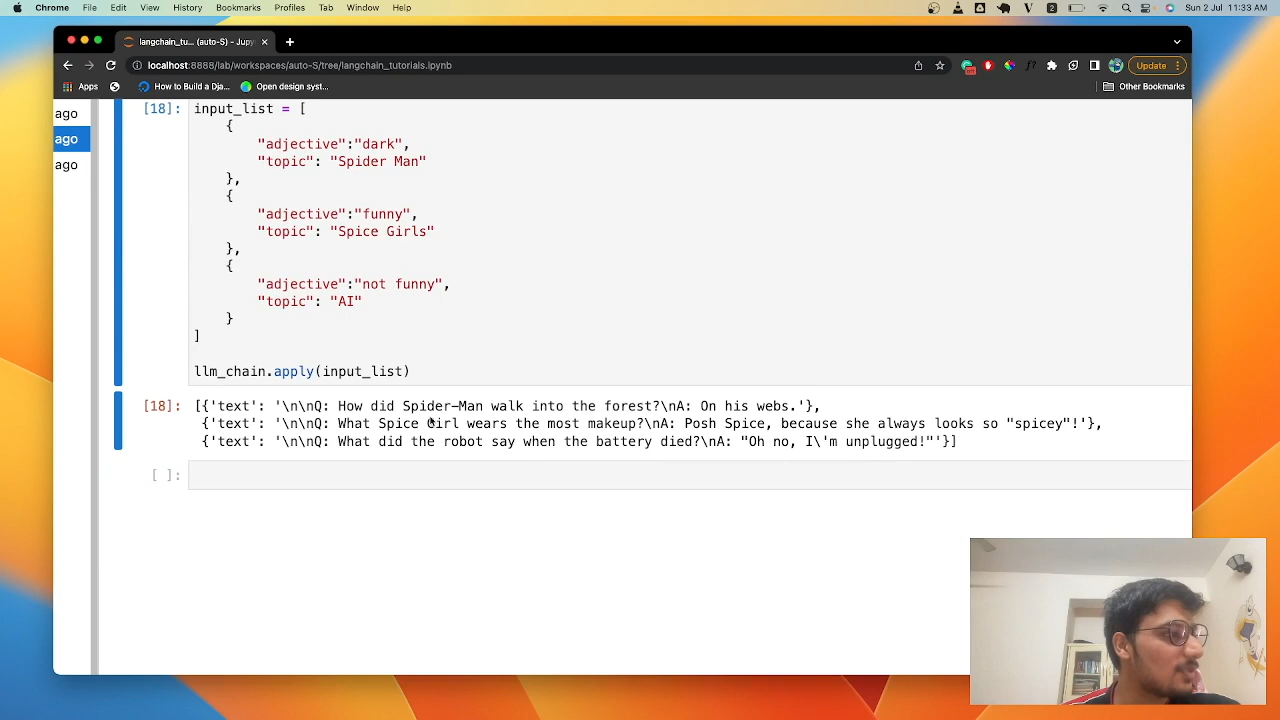 Chrome File Edit View History Bookmarks Profiles Tab Window Help
2 Sun 2 Jul 11:33 AM
langchain_tu... (auto-S) - Jupy
localhost:8888/lab/workspaces/auto-S/tree/langchain_tutorials.ipynb
f? Update
Apps How to Build a Dja... Open design syst... Other Bookmarks
ago
ago
ago
[18]: input_list = [
{
"adjective":"dark",
"topic": "Spider Man"
},
{
"adjective":"funny",
"topic": "Spice Girls"
},
{
"adjective":"not funny",
"topic": "AI"
}
]
llm_chain.apply(input_list)
[18]: [{'text': '\n\nQ: How did Spider-Man walk into the forest?\nA: On his webs.'},
{'text': '\n\nQ: What Spice Girl wears the most makeup?\nA: Posh Spice, because she always looks so "spicey"!'},
{'text': '\n\nQ: What did the robot say when the battery died?\nA: "Oh no, I\'m unplugged!"'}]
[ ]: